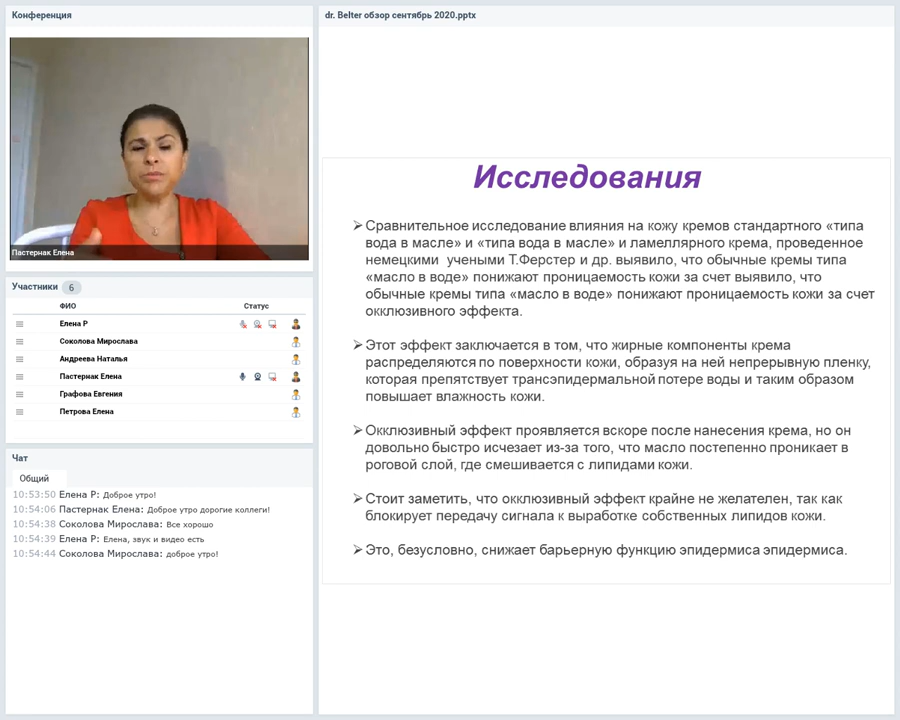 Конференция
Пастернак Елена
Участники 6
ФИО Статус
Елена Р
Соколова Мирослава
Андреева Наталья
Пастернак Елена
Графова Евгения
Петрова Елена
Чат
Общий
10:53:50 Елена Р: Доброе утро!
10:54:06 Пастернак Елена: Доброе утро дорогие коллеги!
10:54:38 Соколова Мирослава: Все хорошо
10:54:39 Елена Р: Елена, звук и видео есть
10:54:44 Соколова Мирослава: доброе утро!
dr. Belter обзор сентябрь 2020.pptx
Исследования
➢ Сравнительное исследование влияния на кожу кремов стандартного «типа
вода в масле» и «типа вода в масле» и ламеллярного крема, проведенное
немецкими учеными Т.Ферстер и др. выявило, что обычные кремы типа
«масло в воде» понижают проницаемость кожи за счет выявило, что
обычные кремы типа «масло в воде» понижают проницаемость кожи за счет
окклюзивного эффекта.
➢ Этот эффект заключается в том, что жирные компоненты крема
распределяются по поверхности кожи, образуя на ней непрерывную пленку,
которая препятствует трансэпидермальной потере воды и таким образом
повышает влажность кожи.
➢ Окклюзивный эффект проявляется вскоре после нанесения крема, но он
довольно быстро исчезает из-за того, что масло постепенно проникает в
роговой слой, где смешивается с липидами кожи.
➢ Стоит заметить, что окклюзивный эффект крайне не желателен, так как
блокирует передачу сигнала к выработке собственных липидов кожи.
➢ Это, безусловно, снижает барьерную функцию эпидермиса эпидермиса.